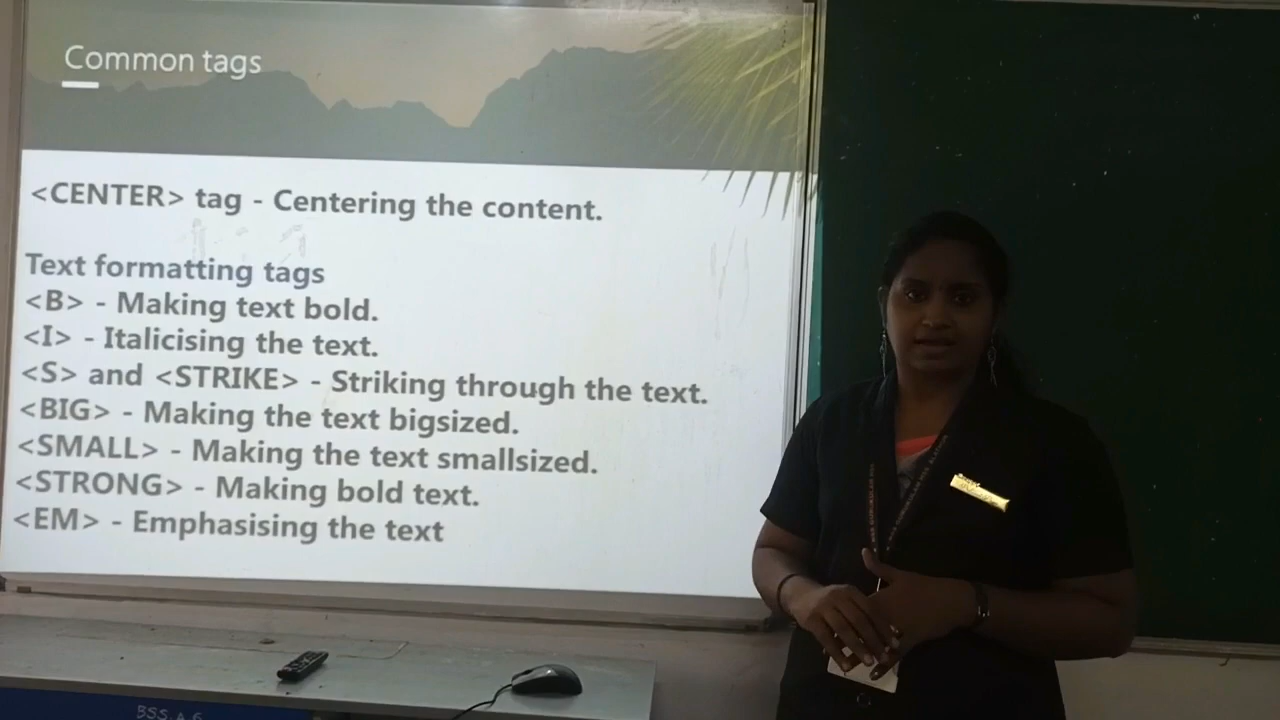 Common tags
<CENTER> tag - Centering the content.
Text formatting tags
<B> - Making text bold.
<I> - Italicising the text.
<S> and <STRIKE> - Striking through the text.
<BIG> - Making the text bigsized.
<SMALL> - Making the text smallsized.
<STRONG> - Making bold text.
<EM> - Emphasising the text